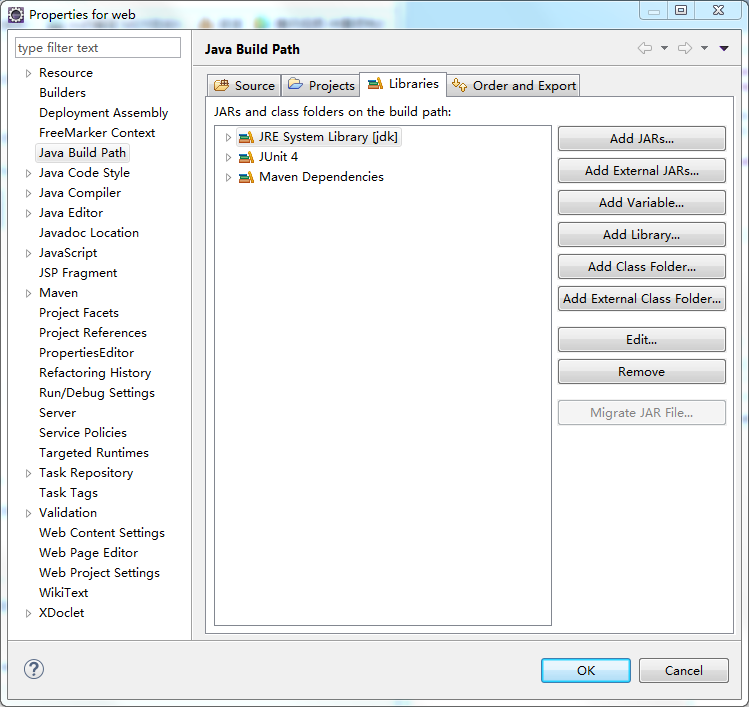 Properties for web
type filter text
Resource
Builders
Deployment Assembly
FreeMarker Context
Java Build Path
Java Code Style
Java Compiler
Java Editor
Javadoc Location
JavaScript
JSP Fragment
Maven
Project Facets
Project References
PropertiesEditor
Refactoring History
Run/Debug Settings
Server
Service Policies
Targeted Runtimes
Task Repository
Task Tags
Validation
Web Content Settings
Web Page Editor
Web Project Settings
WikiText
XDoclet
Java Build Path
Source Projects Libraries Order and Export
JARs and class folders on the build path:
JRE System Library [jdk]
JUnit 4
Maven Dependencies
Add JARs...
Add External JARs...
Add Variable...
Add Library...
Add Class Folder...
Add External Class Folder...
Edit...
Remove
Migrate JAR File...
?
OK Cancel